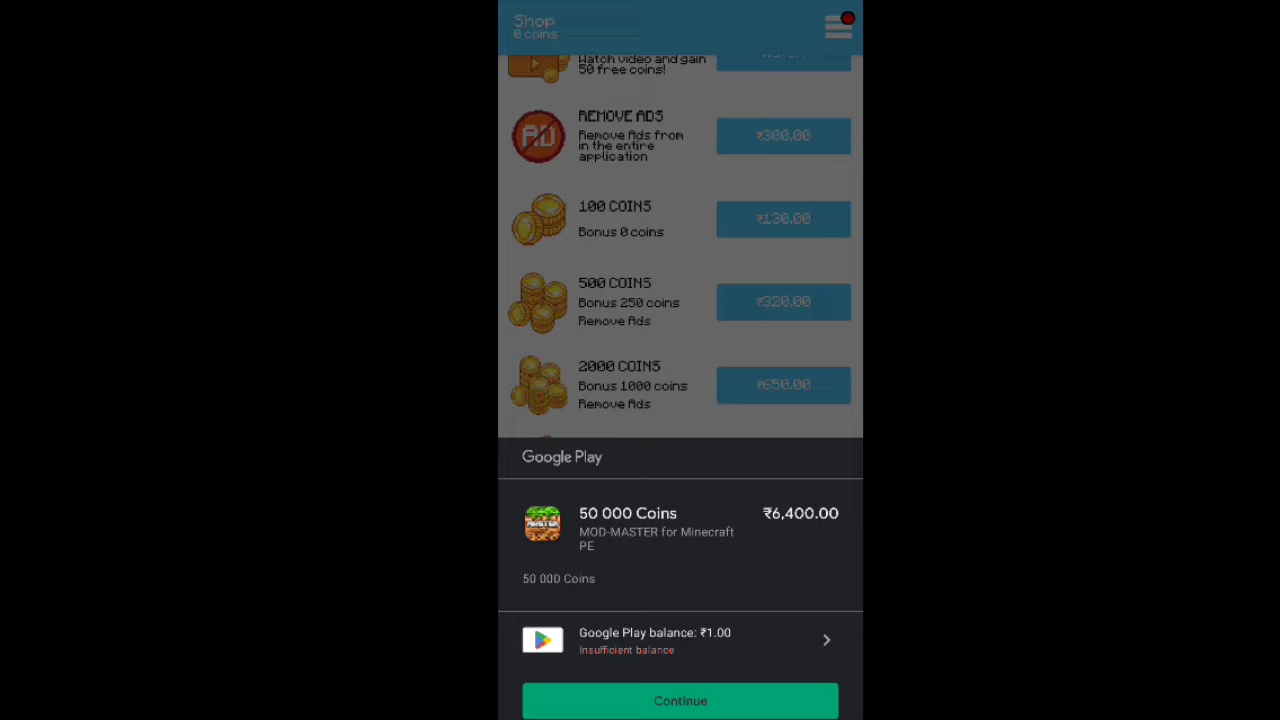 Shop
0 coins
Watch video and gain
50 free coins!
REMOVE ADS
Remove Ads from
in the entire
application
₹300.00
AD
100 COINS
Bonus 0 coins
₹130.00
500 COINS
Bonus 250 coins
Remove Ads
₹320.00
2000 COINS
Bonus 1000 coins
Remove Ads
₹650.00
Google Play
50 000 Coins
₹6,400.00
MOD-MASTER for Minecraft
PE
50 000 Coins
Google Play balance: ₹1.00
Insufficient balance
Continue